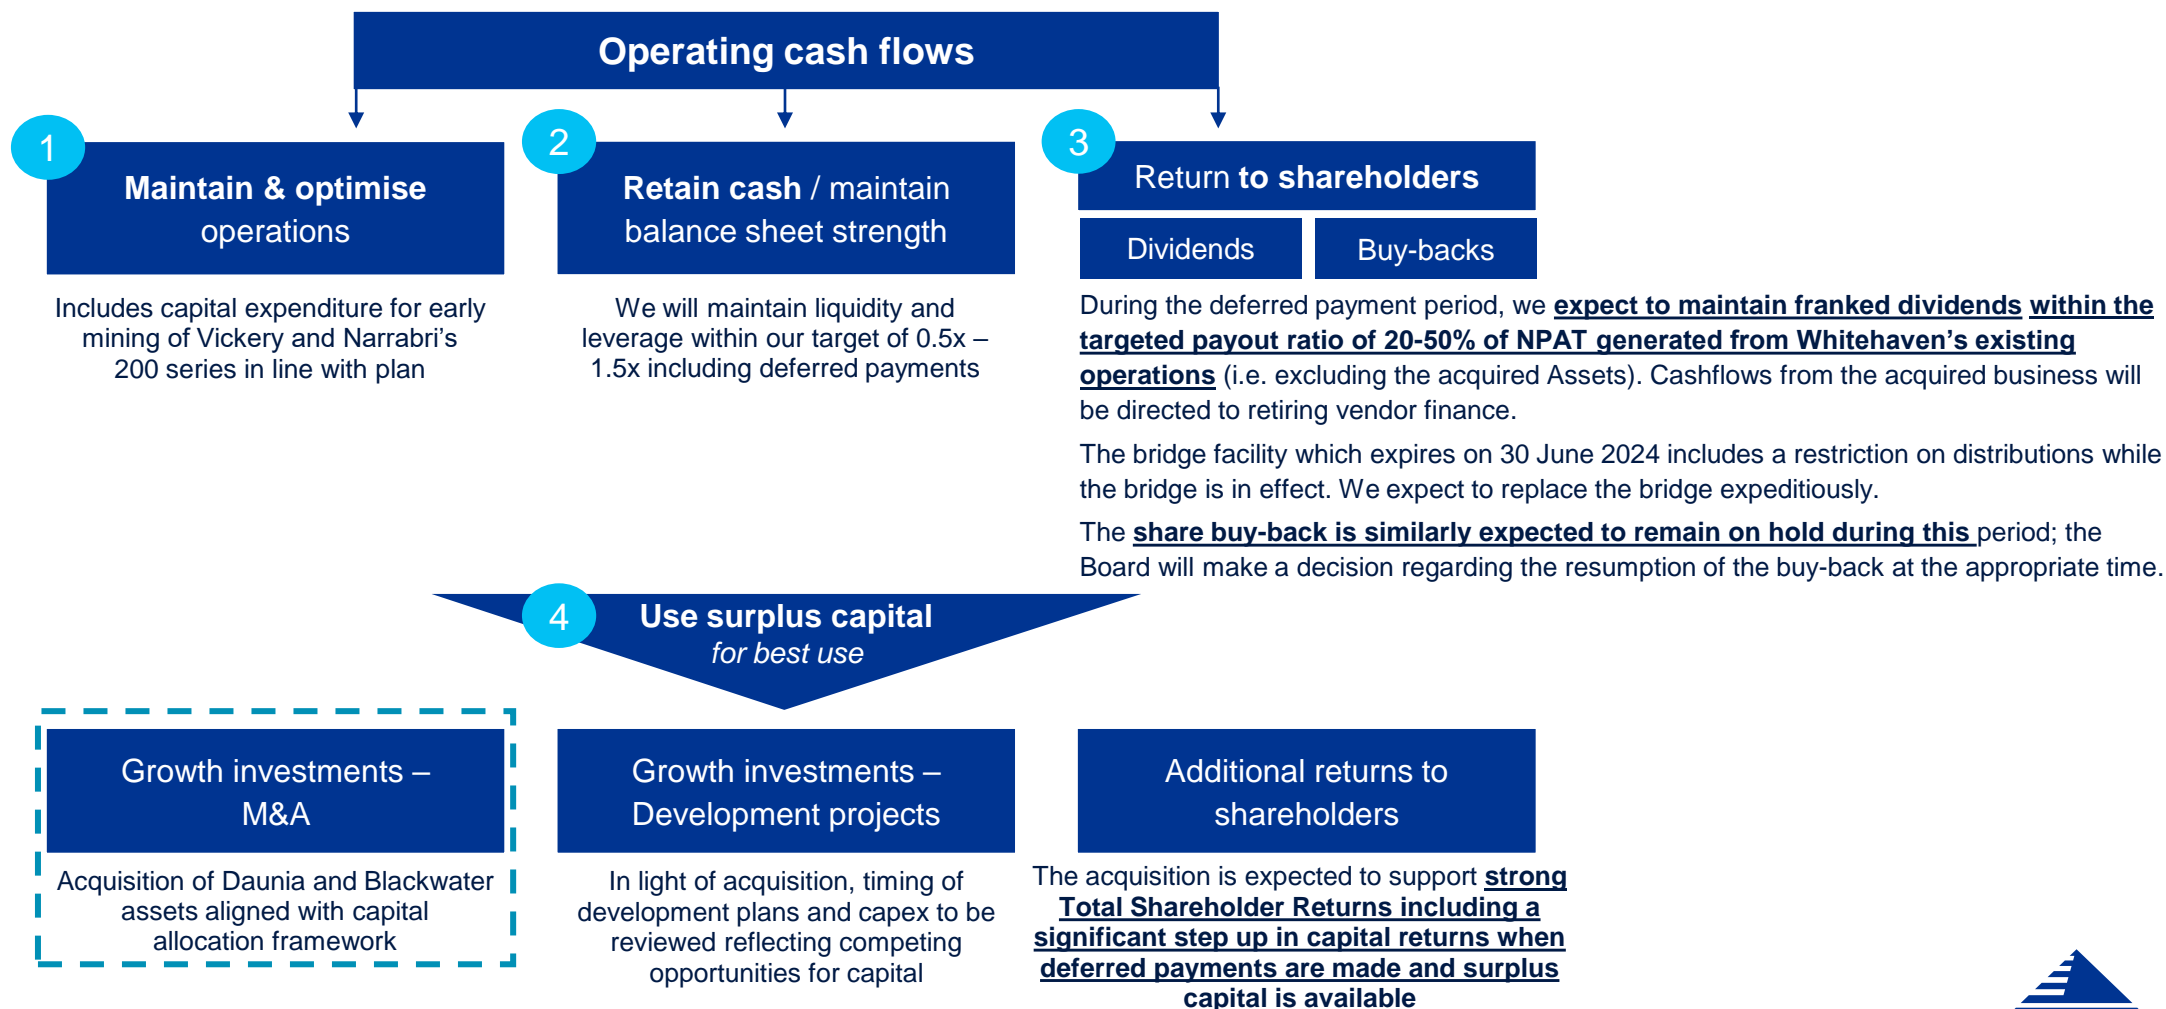 Operating cash flows
1
Maintain & optimise
operations
Includes capital expenditure for early
mining of Vickery and Narrabri's
200 series in line with plan
2
Retain cash / maintain
balance sheet strength
We will maintain liquidity and
leverage within our target of 0.5x –
1.5x including deferred payments
3
Return to shareholders
Dividends
Buy-backs
During the deferred payment period, we expect to maintain franked dividends within the
targeted payout ratio of 20-50% of NPAT generated from Whitehaven's existing
operations (i.e. excluding the acquired Assets). Cashflows from the acquired business will
be directed to retiring vendor finance.
The bridge facility which expires on 30 June 2024 includes a restriction on distributions while
the bridge is in effect. We expect to replace the bridge expeditiously.
The share buy-back is similarly expected to remain on hold during this period; the
Board will make a decision regarding the resumption of the buy-back at the appropriate time.
4
Use surplus capital
for best use
Growth investments –
M&A
Acquisition of Daunia and Blackwater
assets aligned with capital
allocation framework
Growth investments –
Development projects
In light of acquisition, timing of
development plans and capex to be
reviewed reflecting competing
opportunities for capital
Additional returns to
shareholders
The acquisition is expected to support strong
Total Shareholder Returns including a
significant step up in capital returns when
deferred payments are made and surplus
capital is available